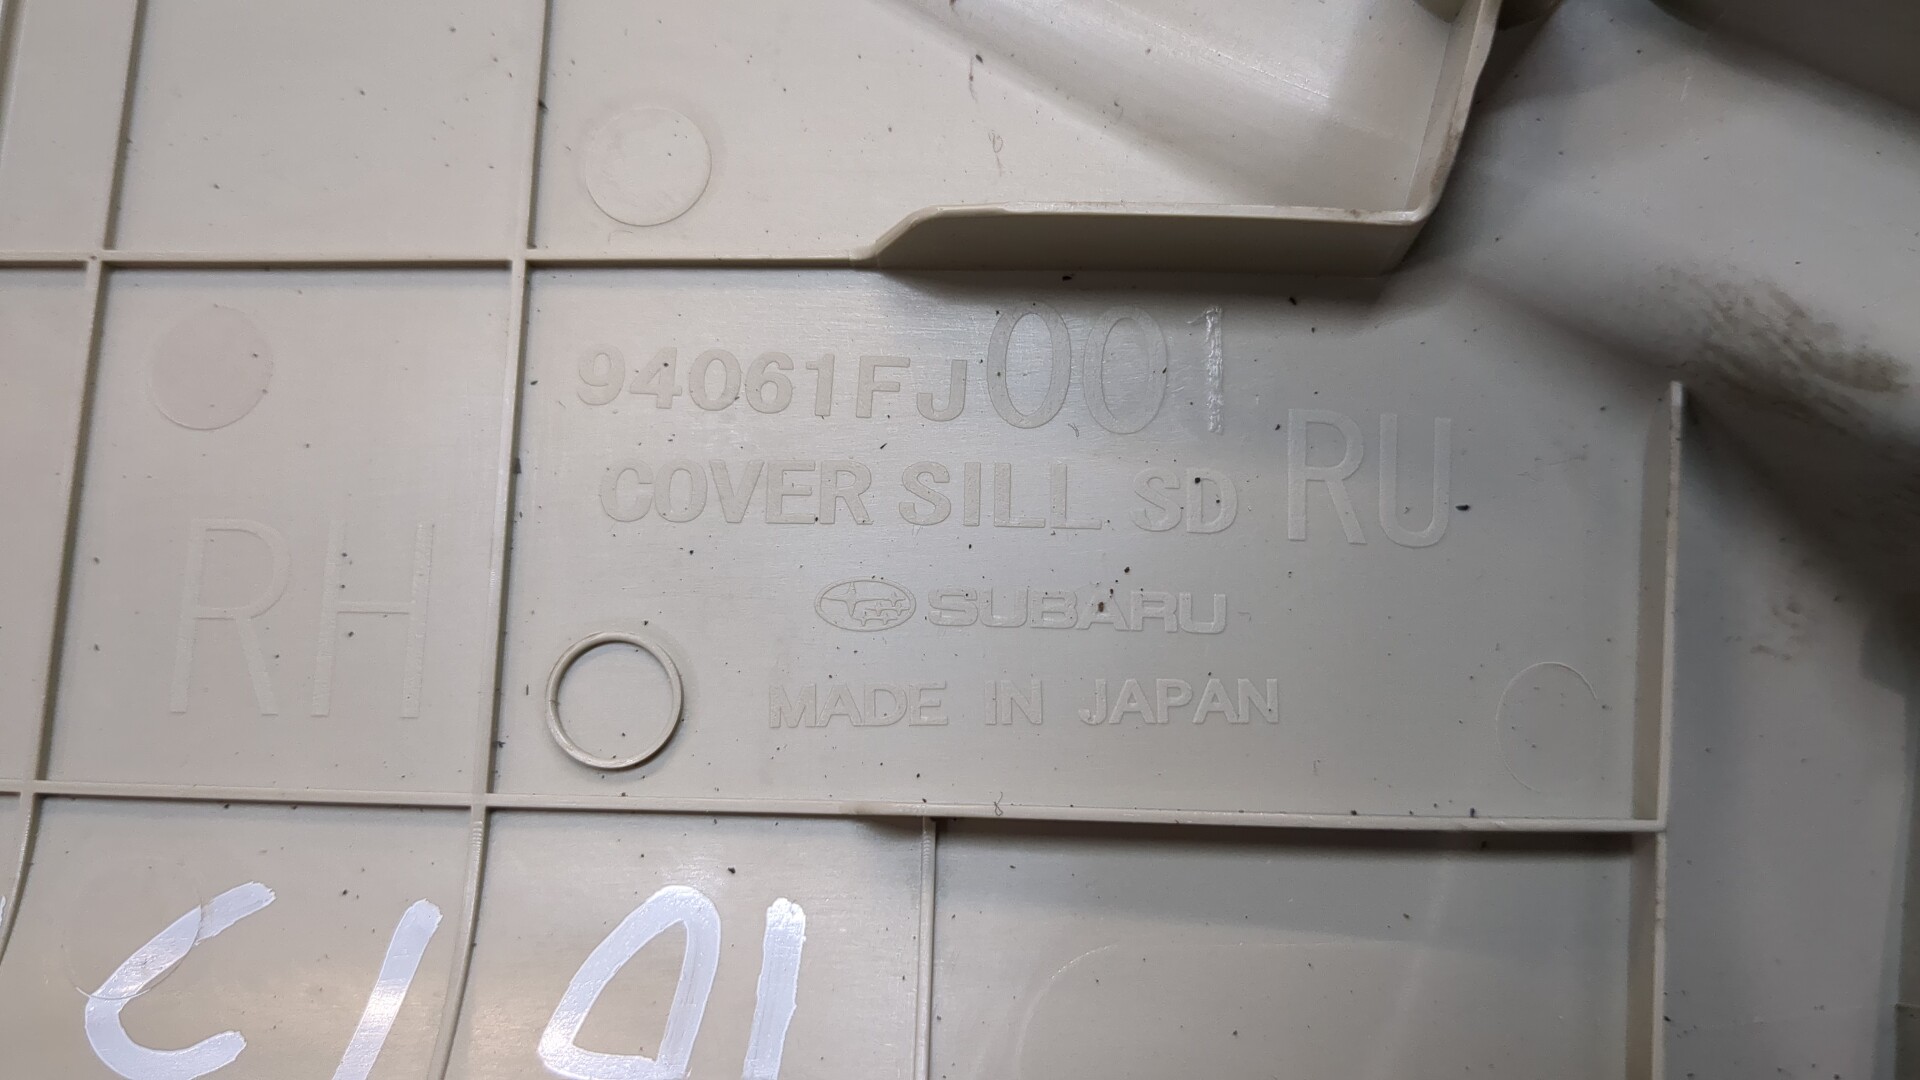 94061FJ001
COVER SILL SD RU
RH
SUBARU
MADE IN JAPAN